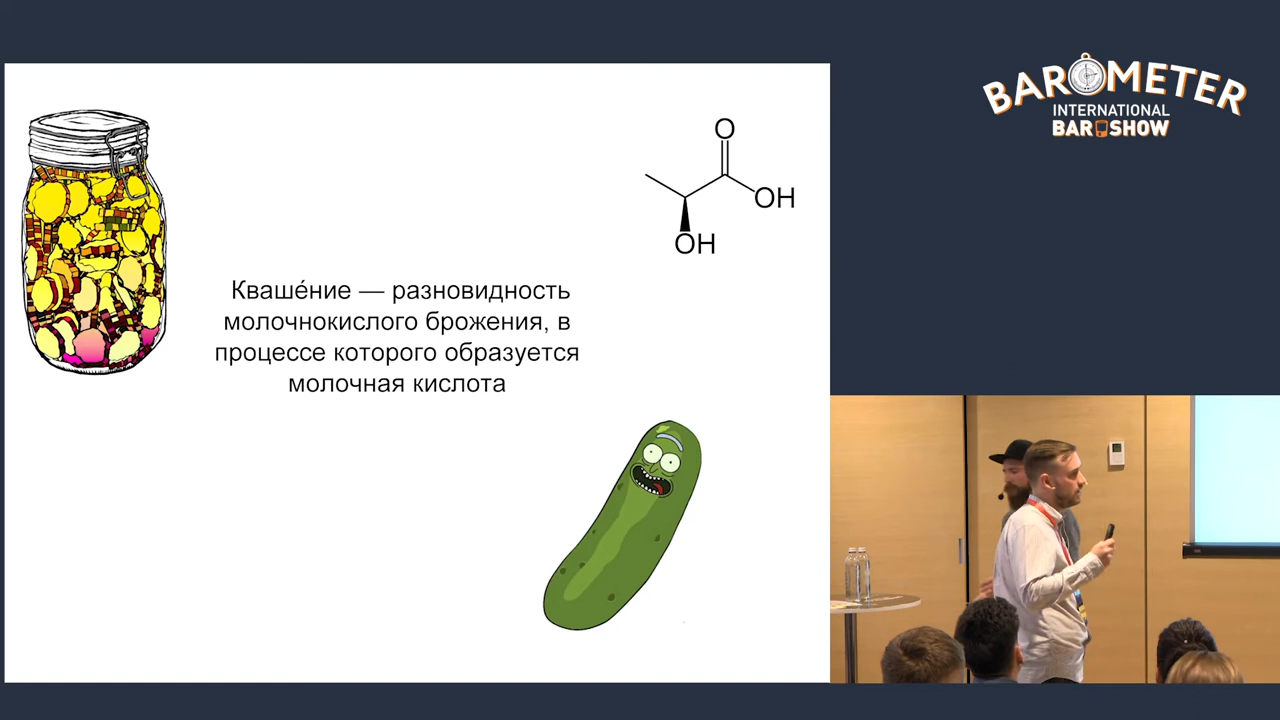 BAROMETER
INTERNATIONAL
BAR SHOW
O
OH
OH
Кваше́ние — разновидность
молочнокислого брожения, в
процессе которого образуется
молочная кислота